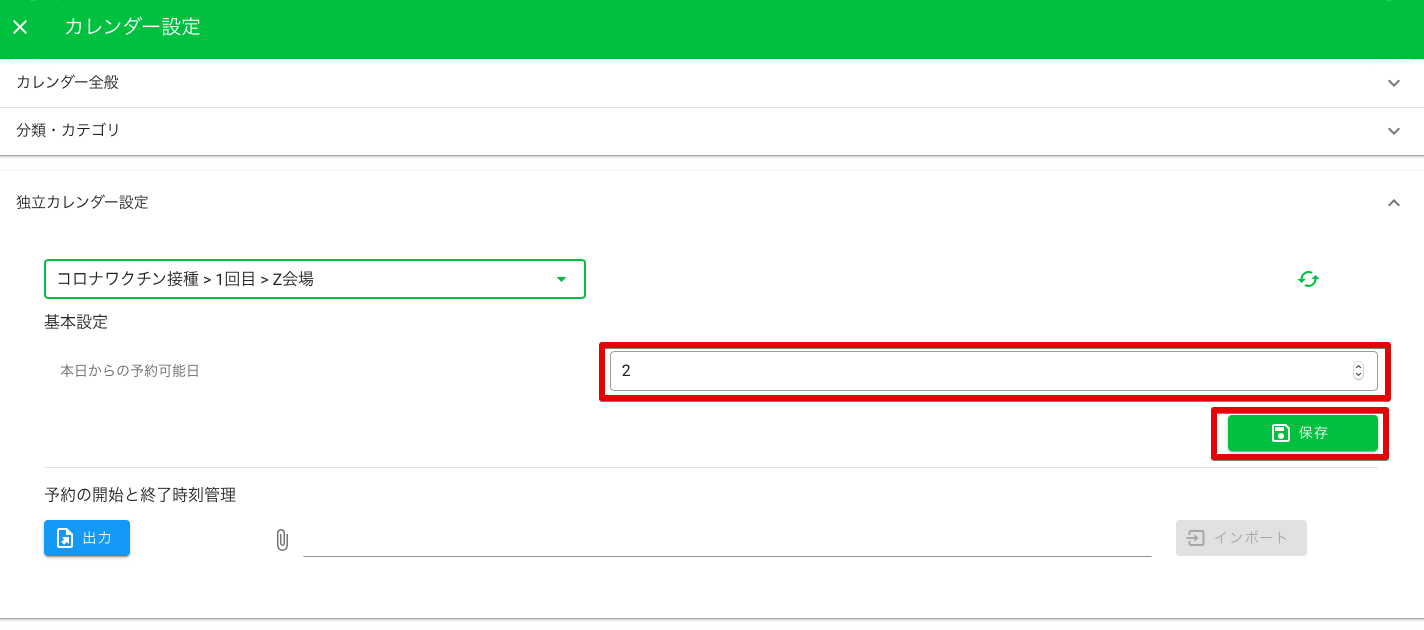 カレンダー設定
カレンダー全般
分類・カテゴリ
独立カレンダー設定
コロナワクチン接種 > 1回目 > Z会場
基本設定
本日からの予約可能日
2
保存
予約の開始と終了時刻管理
出力
インポート